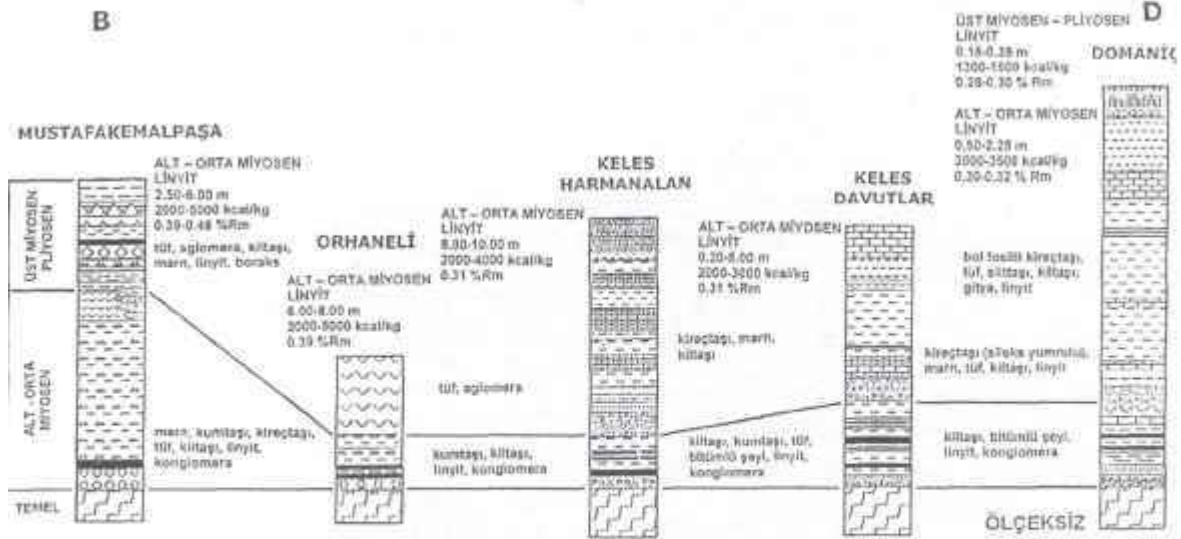 B
D
ÜST MİYOSEN – PLİYOSEN
LİNYİT
0.18-0.28 m
1300-1500 kcal/kg
0.28-0.30 % Rm
DOMANİÇ
ALT – ORTA MİYOSEN
LİNYİT
0,50-2.25 m
2000-3500 kcal/kg
0.30-0.32 % Rm
MUSTAFAKEMALPAŞA
ALT – ORTA MİYOSEN
LİNYİT
2.50-6.00 m
2000-5000 kcal/kg
0.39-0.48 %Rm
tüf, aglomera, kiltaşı,
marn, linyit, boraks
ÜST MİYOSEN
PLİYOSEN
ALT -ORTA
MİYOSEN
marn, kumtaşı, kireçtaşı,
tüf, kiltaşı, linyit,
konglomera
TEMEL
ORHANELİ
ALT – ORTA MİYOSEN
LİNYİT
6.00-8.00 m
2000-5000 kcal/kg
0.39 %Rm
tüf, aglomera
kumtaşı, kiltaşı,
linyit, konglomera
KELES
HARMANALAN
ALT – ORTA MİYOSEN
LİNYİT
8.00-10.00 m
2000-4000 kcal/kg
0.31 %Rm
kireçtaşı, marn,
kiltaşı
kiltaşı, kumtaşı, tüf,
bitümlü şeyl, linyit,
konglomera
KELES
DAVUTLAR
ALT – ORTA MİYOSEN
LİNYİT
0.20-8.00 m
2000-3000 kcal/kg
0.31 %Rm
bol fosilli kireçtaşı,
tüf, silttaşı, kiltaşı,
gitya, linyit
kireçtaşı (sileks yumrulu),
marn, tüf, kiltaşı, linyit
kiltaşı, bitümlü şeyl,
linyit, konglomera
ÖLÇEKSİZ